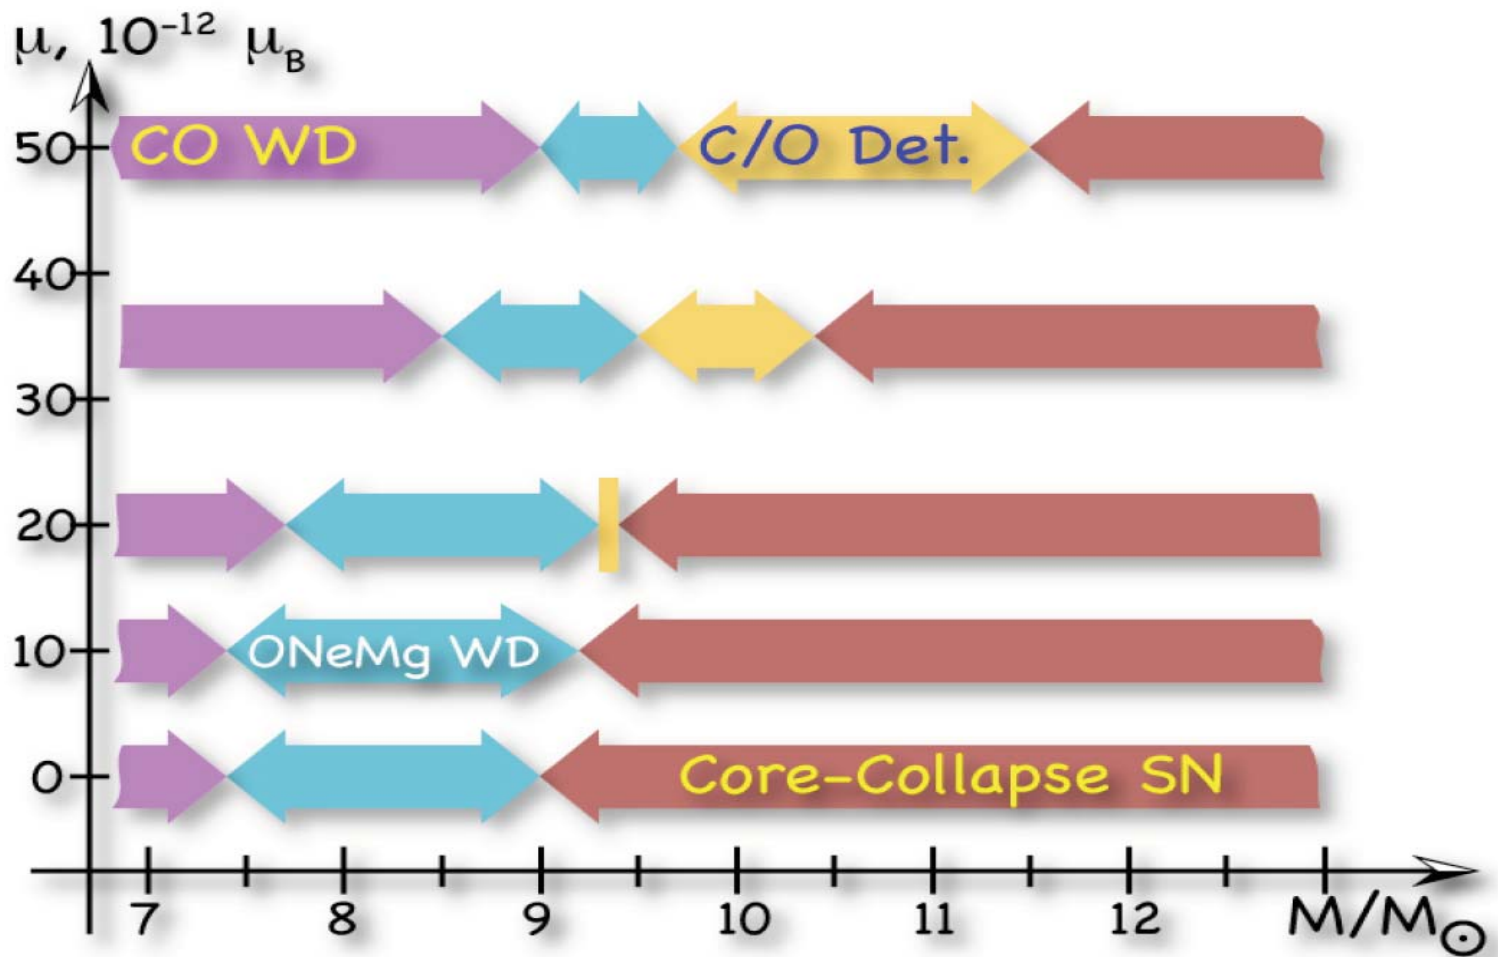 μ, 10⁻¹² μ_B
50
CO WD
C/O Det.
40
30
20
10
ONeMg WD
0
Core-Collapse SN
7 8 9 10 11 12 M/M⊙